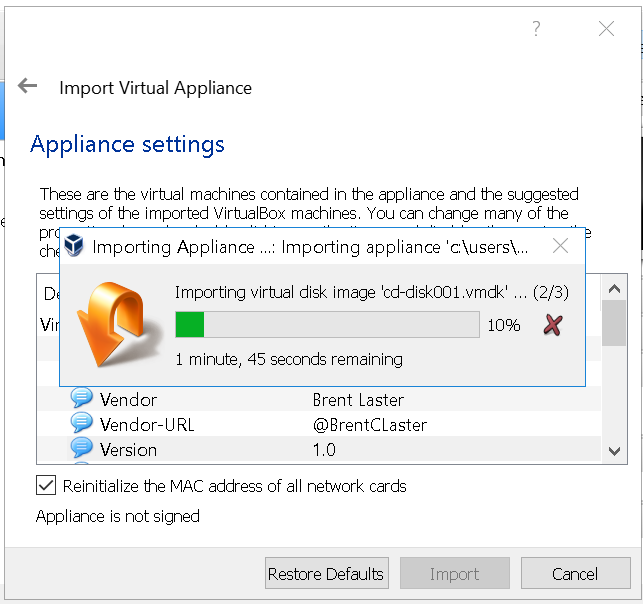 ?
Import Virtual Appliance
Appliance settings
These are the virtual machines contained in the appliance and the suggested
settings of the imported VirtualBox machines. You can change many of the
Importing Appliance ...: Importing appliance 'c:\users\...
Importing virtual disk image 'cd-disk001.vmdk' ... (2/3)
10%
1 minute, 45 seconds remaining
Vendor Brent Laster
Vendor-URL @BrentCLaster
Version 1.0
Reinitialize the MAC address of all network cards
Appliance is not signed
Restore Defaults Import Cancel